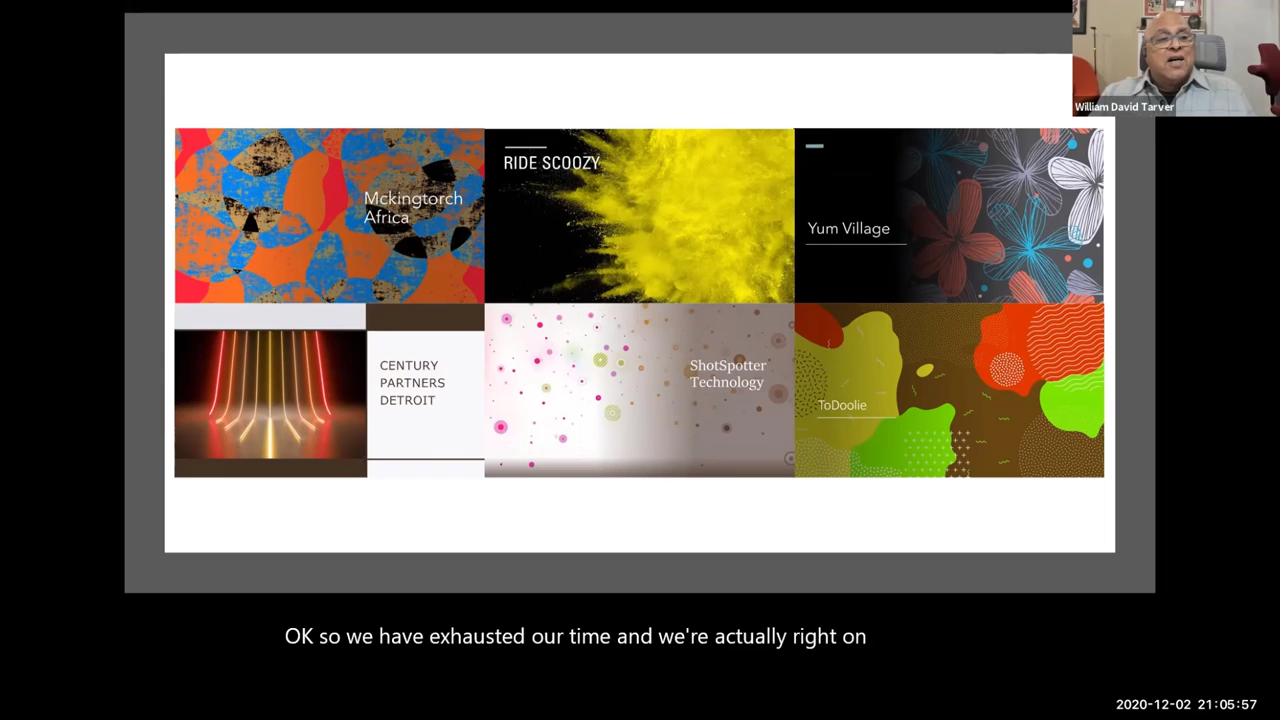 William David Tarver
Mckingtorch
Africa
RIDE SCOOZY
Yum Village
CENTURY
PARTNERS
DETROIT
ShotSpotter
Technology
ToDoolie
OK so we have exhausted our time and we're actually right on
2020-12-02 21:05:57